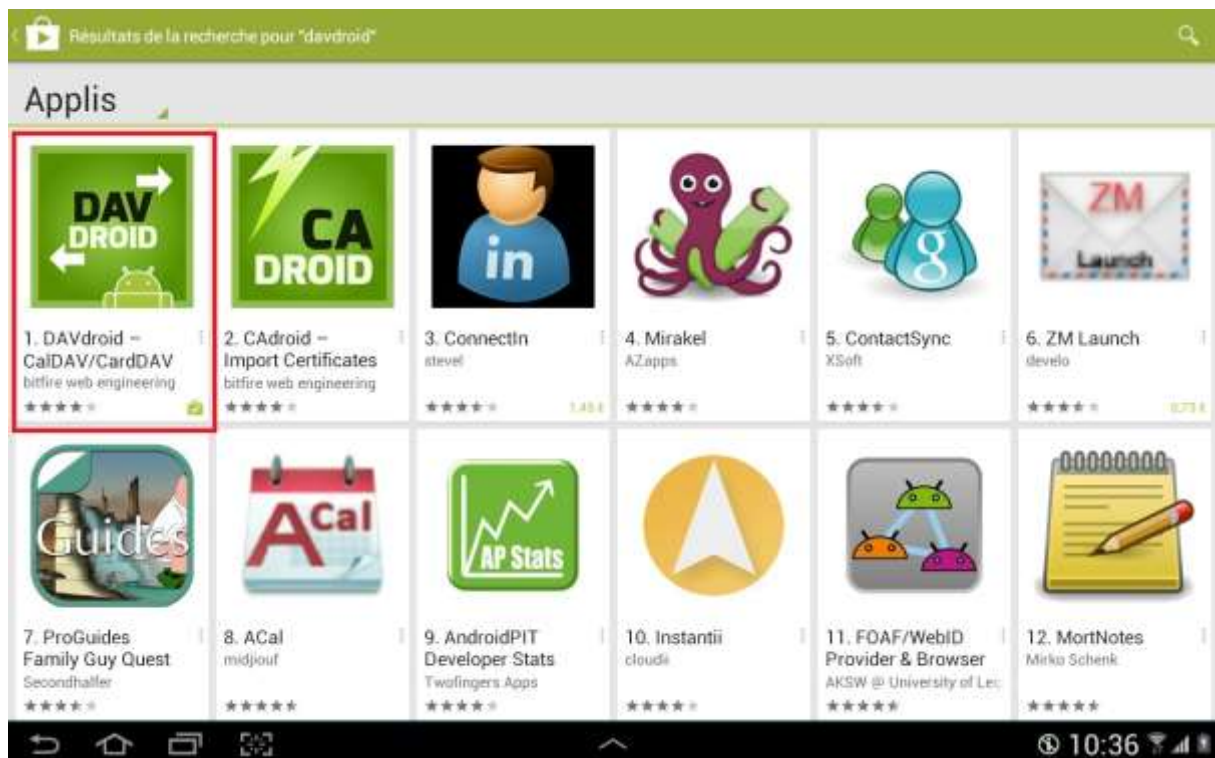 Résultats de la recherche pour "davdroid"
Applis
DAV
DROID
CA
DROID
in
g
ZM
Launch
1. DAVdroid – CalDAV/CardDAV
bitfire web engineering
2. CAdroid – Import Certificates
bitfire web engineering
3. ConnectIn
stevel
1,45 €
4. Mirakel
AZapps
5. ContactSync
XSoft
6. ZM Launch
develo
0,73 €
Guides
ACal
AP Stats
7. ProGuides Family Guy Quest
Secondhalfer
8. ACal
midjiouf
9. AndroidPIT Developer Stats
Twofingers Apps
10. Instantii
cloudii
11. FOAF/WebID Provider & Browser
AKSW @ University of Lei
12. MortNotes
Mirko Schenk
10:36